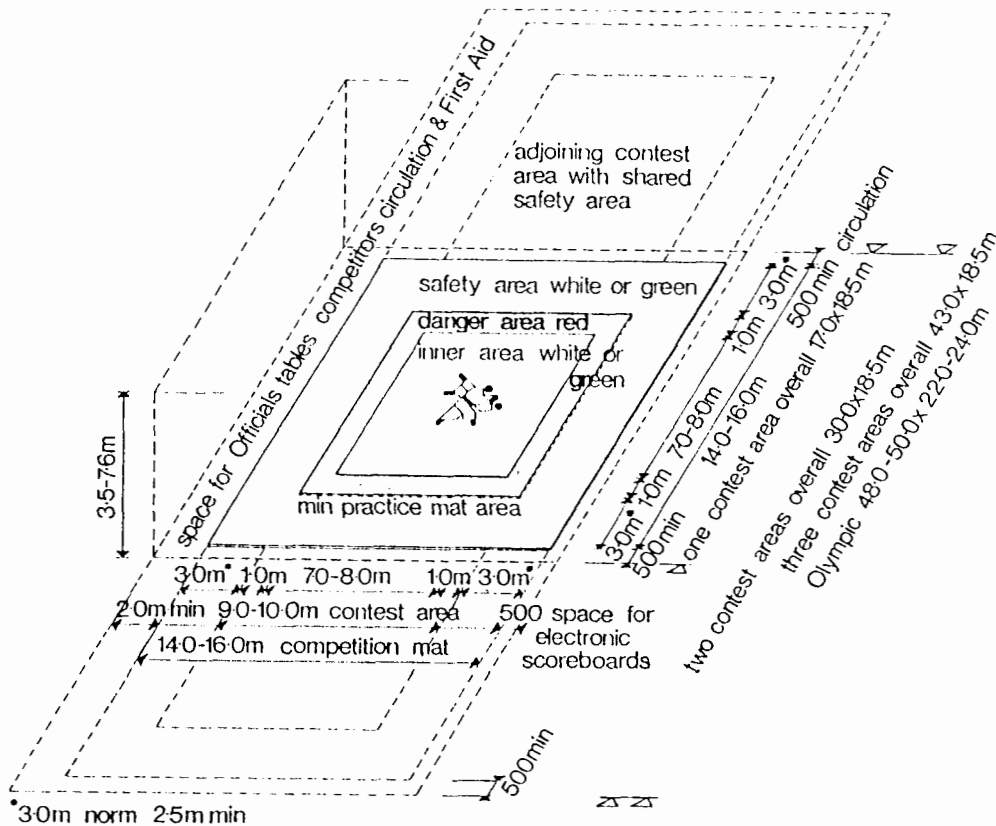 space for Officials tables competitors circulation & First Aid
adjoining contest
area with shared
safety area
safety area white or green
danger area red
inner area white or
green
min practice mat area
3·5-76m
3·0m• 1·0m 70-8·0m 1·0m 3·0m•
2·0m min 9·0-10·0m contest area 500 space for
electronic
scoreboards
14·0-16·0m competition mat
3·0m• 1·0m 7·0-8·0m 1·0m 3·0m•
500 min 14·0-16·0m 500 min circulation
one contest area overall 17·0x18·5m
two contest areas overall 30·0x18·5m
three contest areas overall 43·0x18·5m
Olympic 48·0-50·0x 22·0-24·0m
500min
•3·0m norm 2·5m min